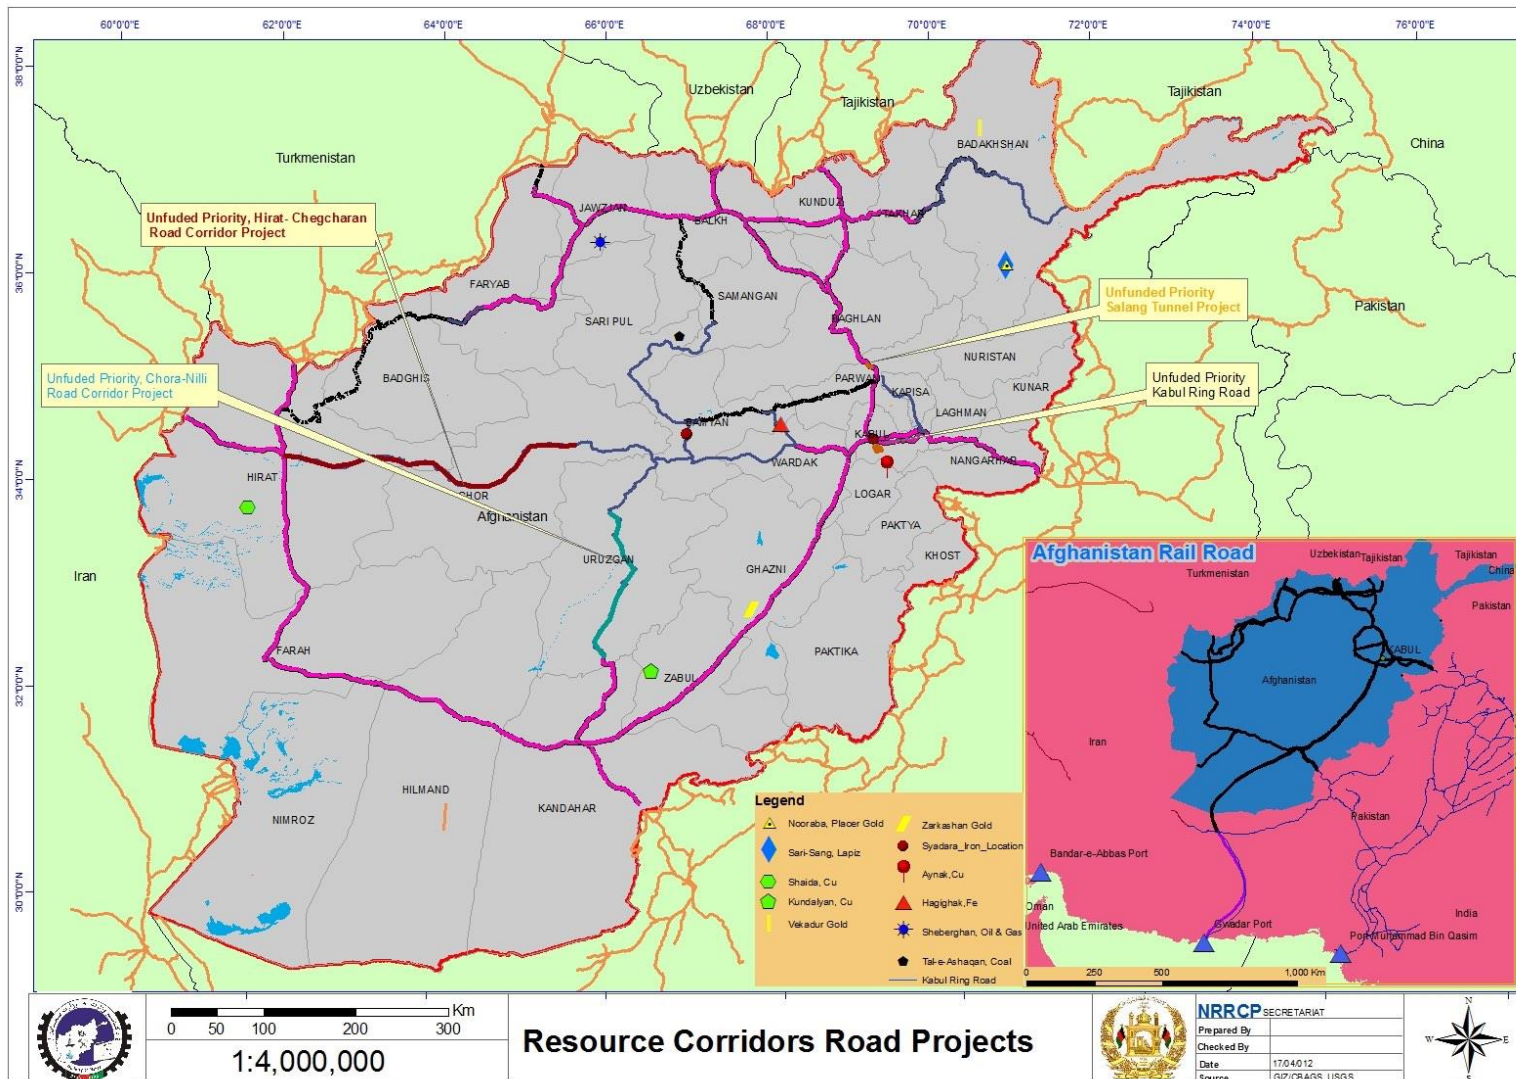 60°0'0"E
62°0'0"E
64°0'0"E
66°0'0"E
68°0'0"E
70°0'0"E
72°0'0"E
74°0'0"E
76°0'0"E
38°0'0"N
36°0'0"N
34°0'0"N
32°0'0"N
30°0'0"N
Uzbekistan
Tajikistan
Tajikistan
Turkmenistan
China
Pakistan
Iran
Afghanistan
BADAKHSHAN
KUNDUZ
TAKHAR
JAWZJAN
BALKH
FARYAB
SAMANGAN
SARI PUL
BAGHLAN
NURISTAN
BADGHIS
PARWAN
KAPISA
KUNAR
LAGHMAN
BAMYAN
KABUL
WARDAK
NANGARHAR
HIRAT
GHOR
LOGAR
PAKTYA
KHOST
URUZGAN
GHAZNI
FARAH
ZABUL
PAKTIKA
HILMAND
NIMROZ
KANDAHAR
Unfuded Priority, Hirat- Chegcharan
Road Corridor Project
Unfuded Priority, Chora-Nilli
Road Corridor Project
Unfunded Priority
Salang Tunnel Project
Unfuded Priority
Kabul Ring Road
Legend
Nooraba, Placer Gold
Sari-Sang, Lapiz
Shaida, Cu
Kundalyan, Cu
Vekadur Gold
Zarkashan Gold
Syadara_Iron_Location
Aynak,Cu
Hagighak,Fe
Sheberghan, Oil & Gas
Tal-e-Ashaqan, Coal
Kabul Ring Road
Afghanistan Rail Road
Uzbekistan
Tajikistan
Tajikistan
Turkmenistan
China
Pakistan
KABUL
Afghanistan
Iran
Pakistan
Bandar-e-Abbas Port
Oman
United Arab Emirates
Gwadar Port
India
Port Muhammad Bin Qasim
0 250 500 1,000 Km
Km
0 50 100 200 300
1:4,000,000
Resource Corridors Road Projects
NRRCP SECRETARIAT
Prepared By
Checked By
Date 17/04/012
Source GIZ/CBAGS, USGS
N
W E
S